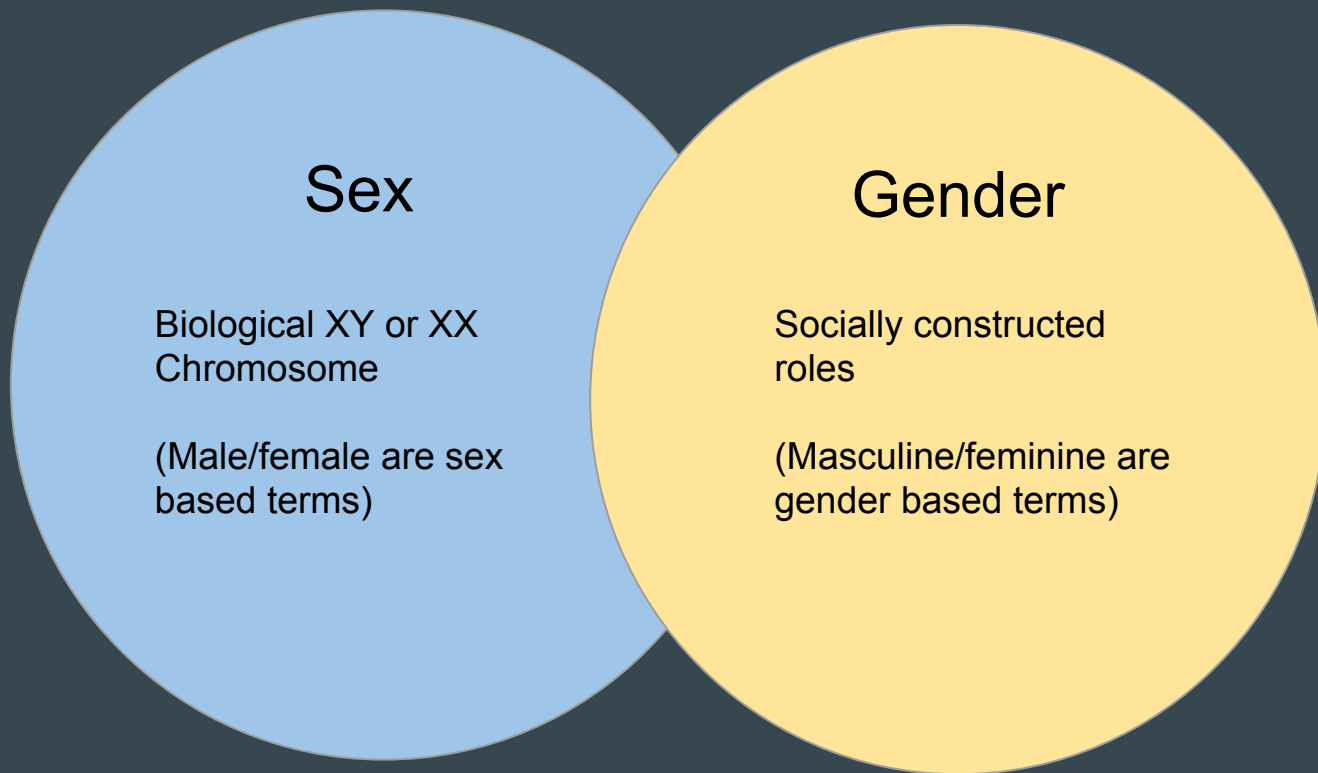 Sex
Biological XY or XX
Chromosome
(Male/female are sex
based terms)
Gender
Socially constructed
roles
(Masculine/feminine are
gender based terms)